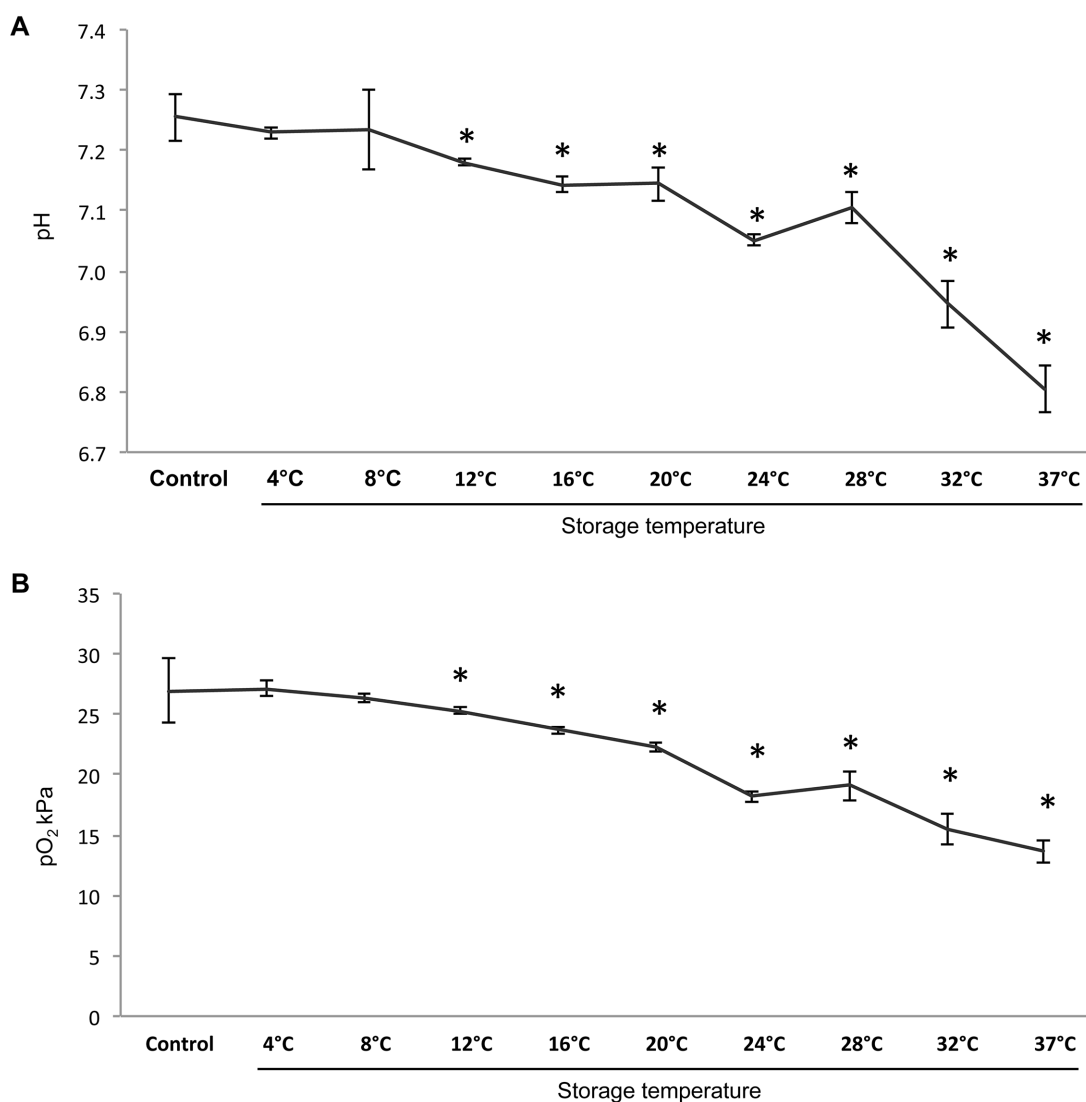 A
7.4
7.3
7.2
7.1
7.0
6.9
6.8
6.7
pH
* * * * * * *
Control 4°C 8°C 12°C 16°C 20°C 24°C 28°C 32°C 37°C
Storage temperature
B
35
30
25
20
15
10
5
0
pO₂ kPa
* * * * * * *
Control 4°C 8°C 12°C 16°C 20°C 24°C 28°C 32°C 37°C
Storage temperature